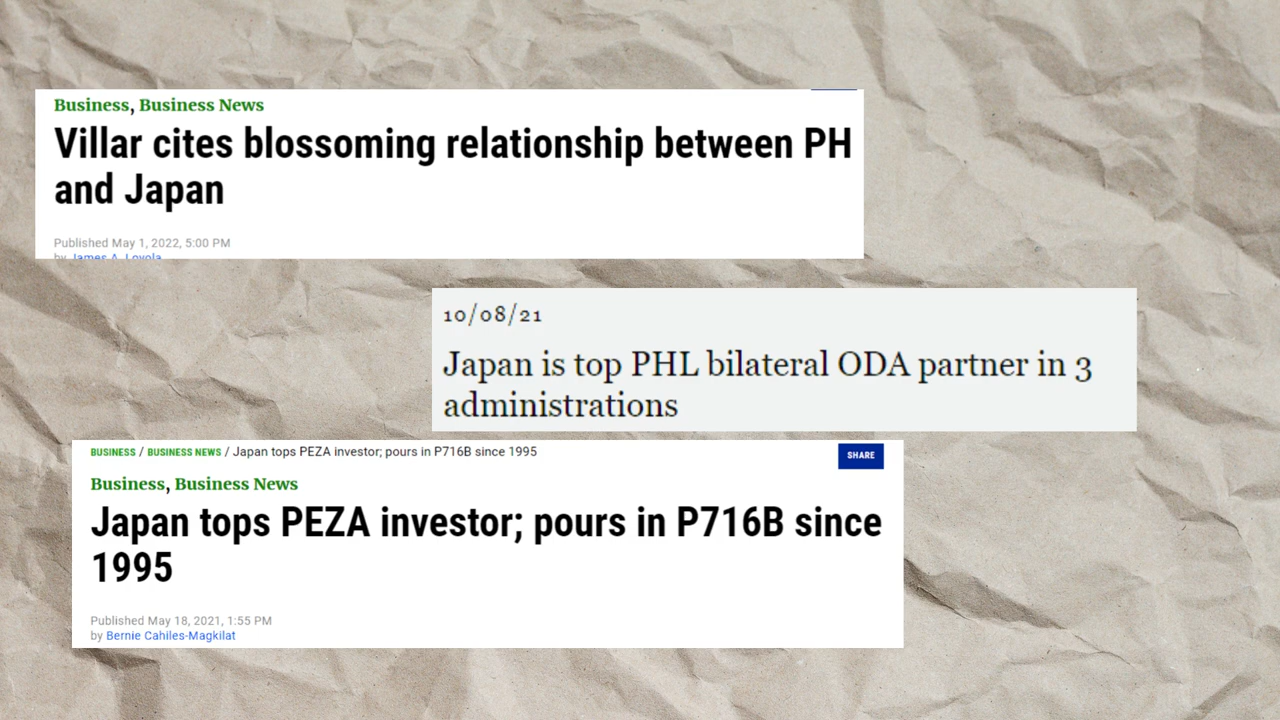 Business, Business News
Villar cites blossoming relationship between PH
and Japan
Published May 1, 2022, 5:00 PM
by James A. Loyola
10/08/21
Japan is top PHL bilateral ODA partner in 3
administrations
BUSINESS / BUSINESS NEWS / Japan tops PEZA investor; pours in P716B since 1995
SHARE
Business, Business News
Japan tops PEZA investor; pours in P716B since
1995
Published May 18, 2021, 1:55 PM
by Bernie Cahiles-Magkilat